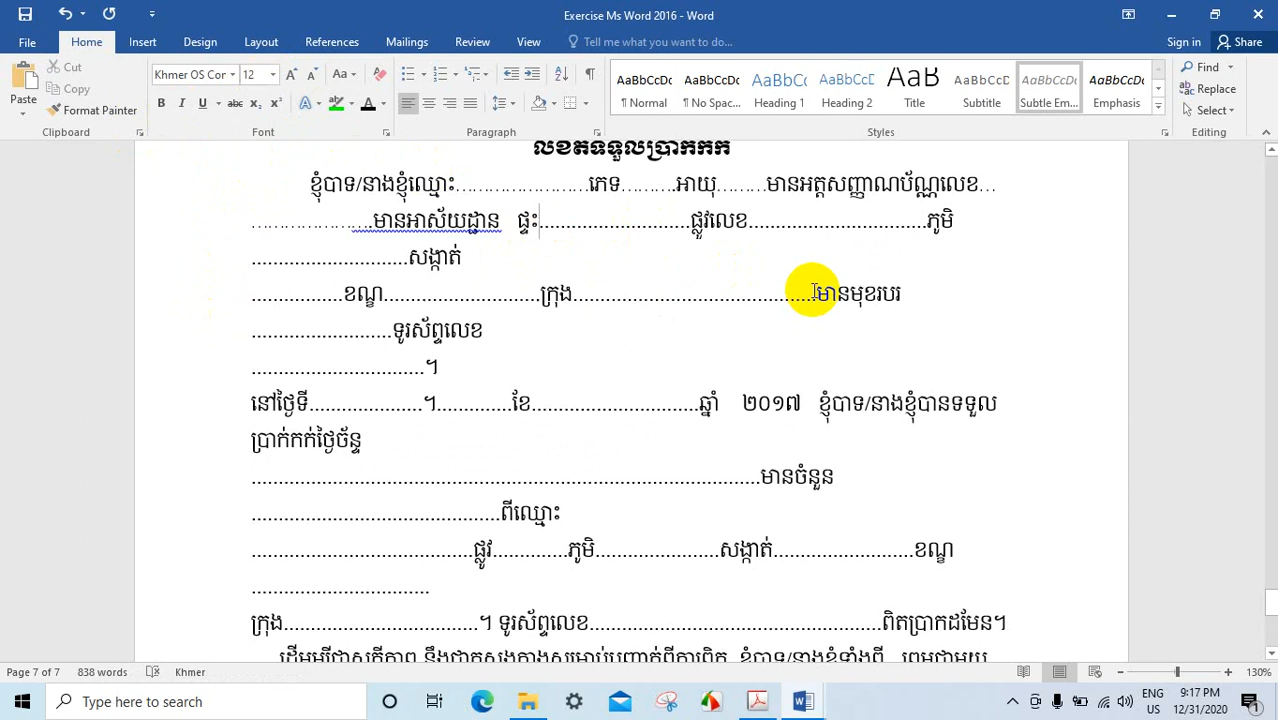 Exercise Ms Word 2016 - Word
File Home Insert Design Layout References Mailings Review View Tell me what you want to do... Sign in Share
Paste Cut Copy Format Painter Clipboard
Khmer OS Con 12 Font
Paragraph
AaBbCcDc AaBbCcDc AaBbCc AaBbCcD AaB AaBbCcD AaBbCcDc AaBbCcDc
¶ Normal ¶ No Spac... Heading 1 Heading 2 Title Subtitle Subtle Em... Emphasis
Styles
Find Replace Select Editing
លិខិតទទួលប្រាក់កក់
ខ្ញុំបាទ/នាងខ្ញុំឈ្មោះ……………………ភេទ………អាយុ………មានអត្តសញ្ញាណប័ណ្ណលេខ…
………………….មានអាស័យដ្ឋាន ផ្ទះ............................ផ្លូវលេខ.................................ភូមិ
.............................សង្កាត់
.................ខណ្ឌ.............................ក្រុង.............................................មានមុខរបរ
..........................ទូរស័ព្ទលេខ
................................។
នៅថ្ងៃទី.....................។..............ខែ...............................ឆ្នាំ ២០១៧ ខ្ញុំបាទ/នាងខ្ញុំបានទទួល
ប្រាក់កក់ថ្ងៃច័ន្ទ
...............................................................................................មានចំនួន
..............................................ពីឈ្មោះ
.........................................ផ្លូវ..............ភូមិ.......................សង្កាត់..........................ខណ្ឌ
.................................
ក្រុង....................................។ ទូរស័ព្ទលេខ......................................................ពិតប្រាកដមែន។
Page 7 of 7 838 words Khmer 130%
Type here to search
ENG KH 9:17 PM 12/31/2020